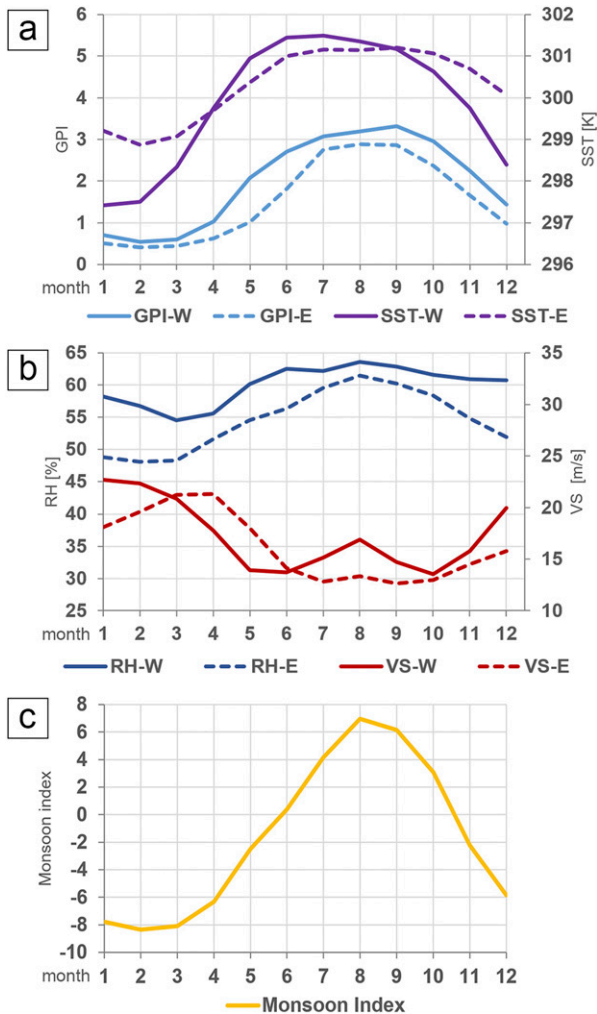 a
6 302
5 301
4 300
3 299
2 298
1 297
0 296
GPI
SST [K]
month 1 2 3 4 5 6 7 8 9 10 11 12
GPI-W GPI-E SST-W SST-E
b
65 35
60 30
55
50 25
45 20
40
35 15
30
25 10
RH [%]
VS [m/s]
month 1 2 3 4 5 6 7 8 9 10 11 12
RH-W RH-E VS-W VS-E
c
8
6
4
2
0
-2
-4
-6
-8
-10
Monsoon index
month 1 2 3 4 5 6 7 8 9 10 11 12
Monsoon Index